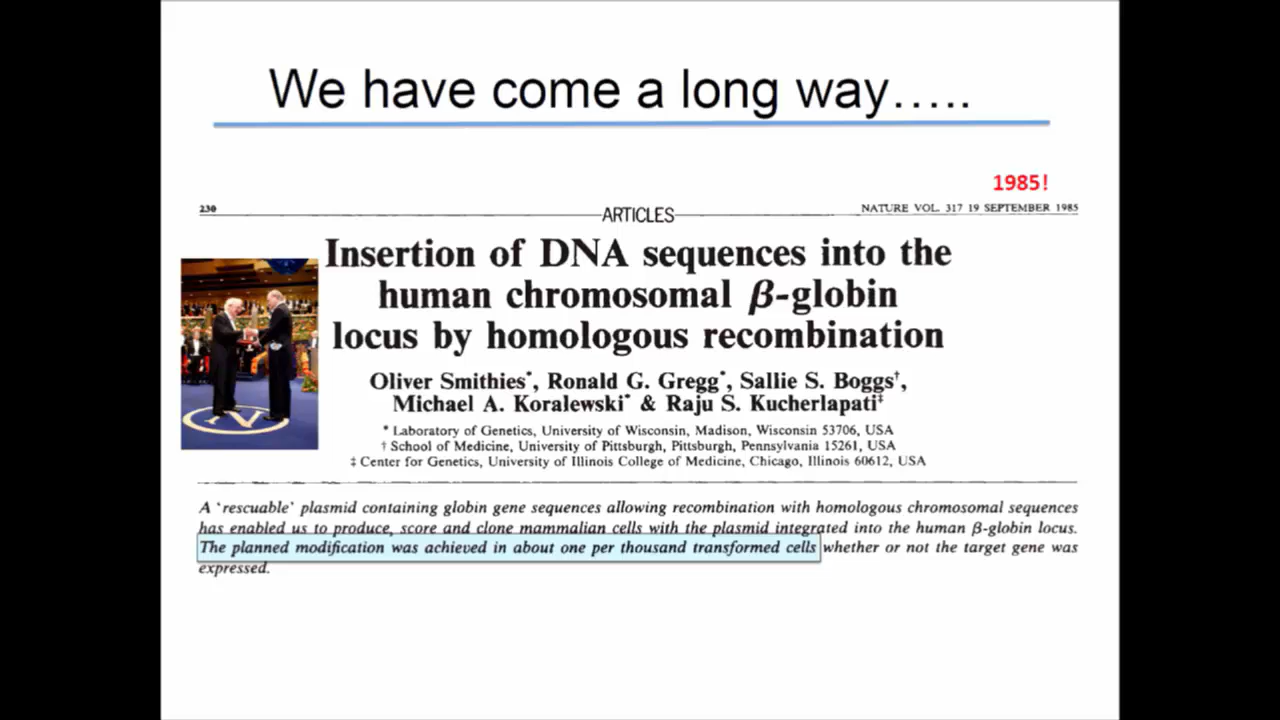 We have come a long way…..
1985!
230
ARTICLES
NATURE VOL. 317 19 SEPTEMBER 1985
Insertion of DNA sequences into the
human chromosomal β-globin
locus by homologous recombination
Oliver Smithies*, Ronald G. Gregg*, Sallie S. Boggs†,
Michael A. Koralewski* & Raju S. Kucherlapati‡
* Laboratory of Genetics, University of Wisconsin, Madison, Wisconsin 53706, USA
† School of Medicine, University of Pittsburgh, Pittsburgh, Pennsylvania 15261, USA
‡ Center for Genetics, University of Illinois College of Medicine, Chicago, Illinois 60612, USA
A 'rescuable' plasmid containing globin gene sequences allowing recombination with homologous chromosomal sequences
has enabled us to produce, score and clone mammalian cells with the plasmid integrated into the human β-globin locus.
The planned modification was achieved in about one per thousand transformed cells whether or not the target gene was
expressed.